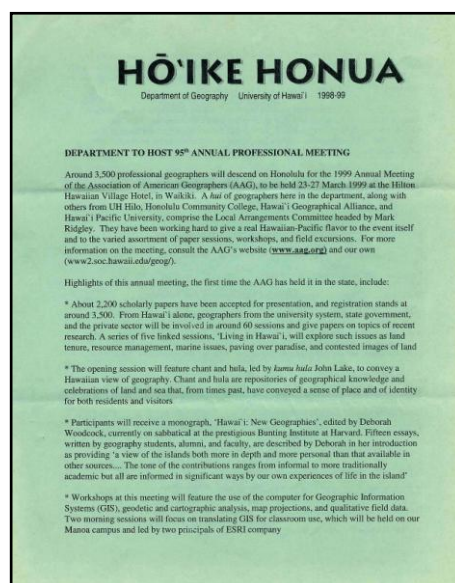 HŌ'IKE HONUA
Department of Geography University of Hawai`i 1998-99
DEPARTMENT TO HOST 95th ANNUAL PROFESSIONAL MEETING
Around 3,500 professional geographers will descend on Honolulu for the 1999 Annual Meeting
of the Association of American Geographers (AAG), to be held 23-27 March 1999 at the Hilton
Hawaiian Village Hotel, in Waikiki. A hui of geographers here in the department, along with
others from UH Hilo, Honolulu Community College, Hawai`i Geographical Alliance, and
Hawai`i Pacific University, comprise the Local Arrangements Committee headed by Mark
Ridgley. They have been working hard to give a real Hawaiian-Pacific flavor to the event itself
and to the varied assortment of paper sessions, workshops, and field excursions. For more
information on the meeting, consult the AAG's website (www.aag.org) and our own
(www2.soc.hawaii.edu/geog/).
Highlights of this annual meeting, the first time the AAG has held it in the state, include:
* About 2,200 scholarly papers have been accepted for presentation, and registration stands at
around 3,500. From Hawai`i alone, geographers from the university system, state government,
and the private sector will be involved in around 60 sessions and give papers on topics of recent
research. A series of five linked sessions, 'Living in Hawai`i, will explore such issues as land
tenure, resource management, marine issues, paving over paradise, and contested images of land
* The opening session will feature chant and hula, led by kumu hula John Lake, to convey a
Hawaiian view of geography. Chant and hula are repositories of geographical knowledge and
celebrations of land and sea that, from times past, have conveyed a sense of place and of identity
for both residents and visitors
* Participants will receive a monograph, 'Hawai`i: New Geographies', edited by Deborah
Woodcock, currently on sabbatical at the prestigious Bunting Institute at Harvard. Fifteen essays,
written by geography students, alumni, and faculty, are described by Deborah in her introduction
as providing 'a view of the islands both more in depth and more personal than that available in
other sources.... The tone of the contributions ranges from informal to more traditionally
academic but all are informed in significant ways by our own experiences of life in the island'
* Workshops at this meeting will feature the use of the computer for Geographic Information
Systems (GIS), geodetic and cartographic analysis, map projections, and qualitative field data.
Two morning sessions will focus on translating GIS for classroom use, which will be held on our
Manoa campus and led by two principals of ESRI company